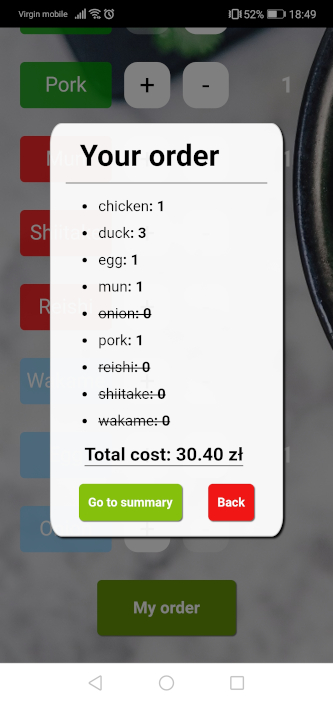 Virgin mobile 52% 18:49
Pork + - 1
Your order
chicken: 1
duck: 3
egg: 1
mun: 1
onion: 0
pork: 1
reishi: 0
shiitake: 0
wakame: 0
Total cost: 30.40 zł
Go to summary Back
My order